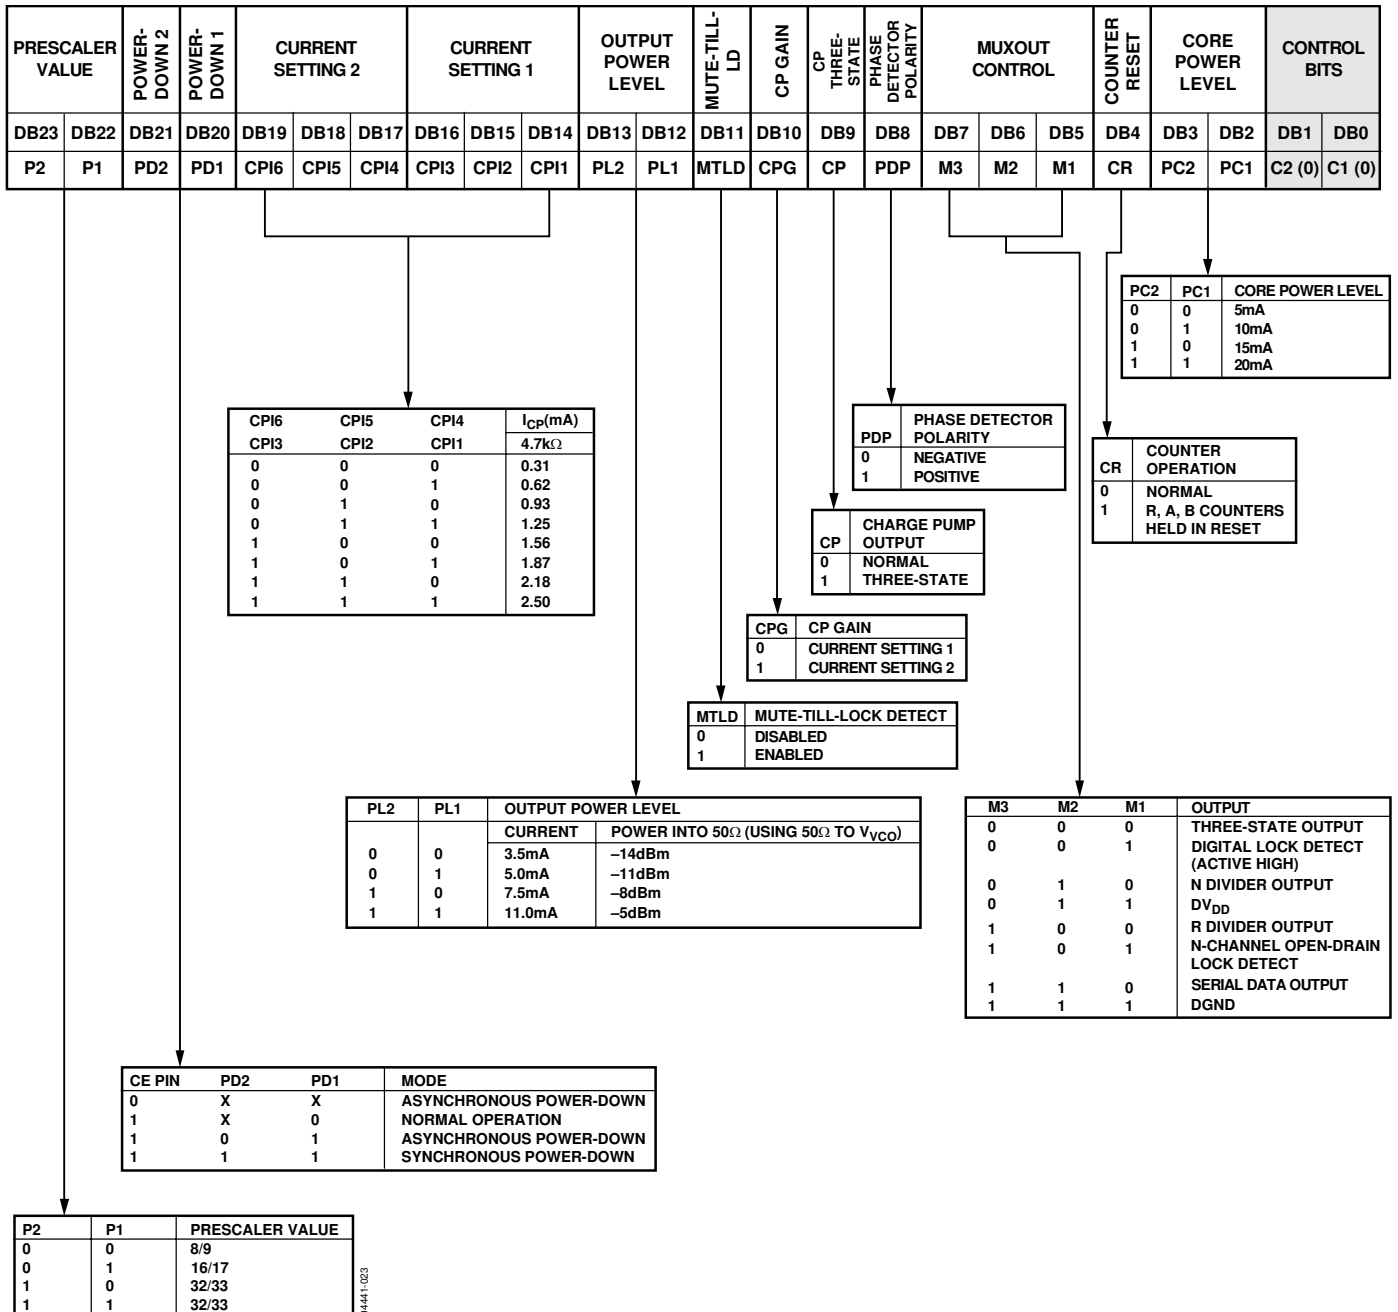 PRESCALER VALUE
POWER-DOWN 2
POWER-DOWN 1
CURRENT SETTING 2
CURRENT SETTING 1
OUTPUT POWER LEVEL
MUTE-TILL-LD
CP GAIN
CP THREE-STATE
PHASE DETECTOR POLARITY
MUXOUT CONTROL
COUNTER RESET
CORE POWER LEVEL
CONTROL BITS
DB23 DB22 DB21 DB20 DB19 DB18 DB17 DB16 DB15 DB14 DB13 DB12 DB11 DB10 DB9 DB8 DB7 DB6 DB5 DB4 DB3 DB2 DB1 DB0
P2 P1 PD2 PD1 CPI6 CPI5 CPI4 CPI3 CPI2 CPI1 PL2 PL1 MTLD CPG CP PDP M3 M2 M1 CR PC2 PC1 C2 (0) C1 (0)
PC2 PC1 CORE POWER LEVEL
0 0 5mA
0 1 10mA
1 0 15mA
1 1 20mA
CPI6 CPI5 CPI4 ICP(mA)
CPI3 CPI2 CPI1 4.7kΩ
0 0 0 0.31
0 0 1 0.62
0 1 0 0.93
0 1 1 1.25
1 0 0 1.56
1 0 1 1.87
1 1 0 2.18
1 1 1 2.50
PHASE DETECTOR
PDP POLARITY
0 NEGATIVE
1 POSITIVE
COUNTER
CR OPERATION
0 NORMAL
1 R, A, B COUNTERS
HELD IN RESET
CHARGE PUMP
CP OUTPUT
0 NORMAL
1 THREE-STATE
CPG CP GAIN
0 CURRENT SETTING 1
1 CURRENT SETTING 2
MTLD MUTE-TILL-LOCK DETECT
0 DISABLED
1 ENABLED
PL2 PL1 OUTPUT POWER LEVEL
CURRENT POWER INTO 50Ω (USING 50Ω TO VVCO)
0 0 3.5mA –14dBm
0 1 5.0mA –11dBm
1 0 7.5mA –8dBm
1 1 11.0mA –5dBm
M3 M2 M1 OUTPUT
0 0 0 THREE-STATE OUTPUT
0 0 1 DIGITAL LOCK DETECT
(ACTIVE HIGH)
0 1 0 N DIVIDER OUTPUT
0 1 1 DVDD
1 0 0 R DIVIDER OUTPUT
1 0 1 N-CHANNEL OPEN-DRAIN
LOCK DETECT
1 1 0 SERIAL DATA OUTPUT
1 1 1 DGND
CE PIN PD2 PD1 MODE
0 X X ASYNCHRONOUS POWER-DOWN
1 X 0 NORMAL OPERATION
1 0 1 ASYNCHRONOUS POWER-DOWN
1 1 1 SYNCHRONOUS POWER-DOWN
P2 P1 PRESCALER VALUE
0 0 8/9
0 1 16/17
1 0 32/33
1 1 32/33